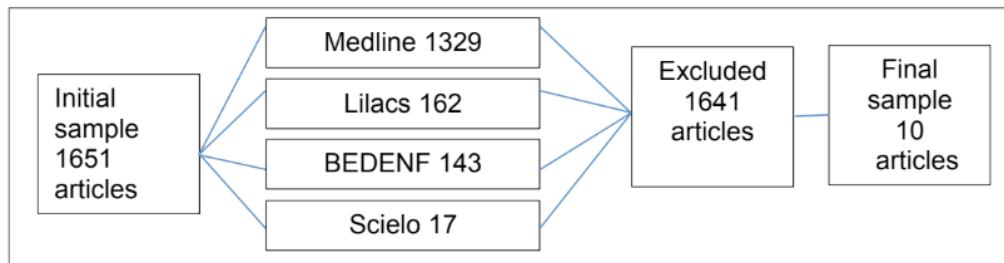 Initial
sample
1651
articles
Medline 1329
Lilacs 162
BEDENF 143
Scielo 17
Excluded
1641
articles
Final
sample
10
articles